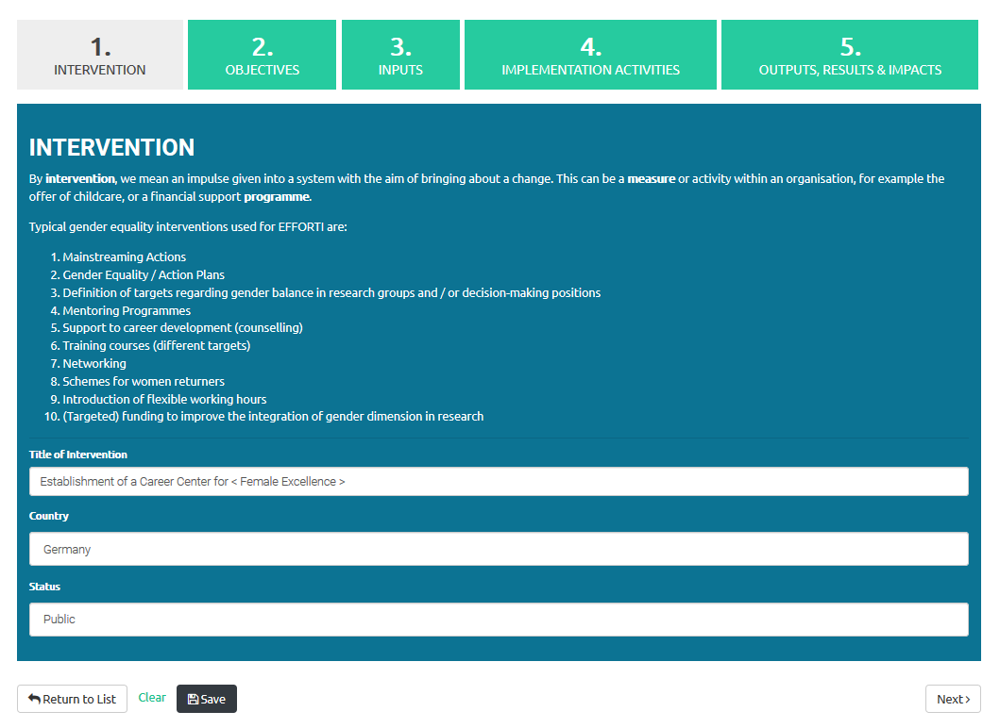 1.
INTERVENTION
2.
OBJECTIVES
3.
INPUTS
4.
IMPLEMENTATION ACTIVITIES
5.
OUTPUTS, RESULTS & IMPACTS
INTERVENTION
By intervention, we mean an impulse given into a system with the aim of bringing about a change. This can be a measure or activity within an organisation, for example the
offer of childcare, or a financial support programme.
Typical gender equality interventions used for EFFORTI are:
1. Mainstreaming Actions
2. Gender Equality / Action Plans
3. Definition of targets regarding gender balance in research groups and / or decision-making positions
4. Mentoring Programmes
5. Support to career development (counselling)
6. Training courses (different targets)
7. Networking
8. Schemes for women returners
9. Introduction of flexible working hours
10. (Targeted) funding to improve the integration of gender dimension in research
Title of Intervention
Establishment of a Career Center for < Female Excellence >
Country
Germany
Status
Public
Return to List
Clear
Save
Next ›